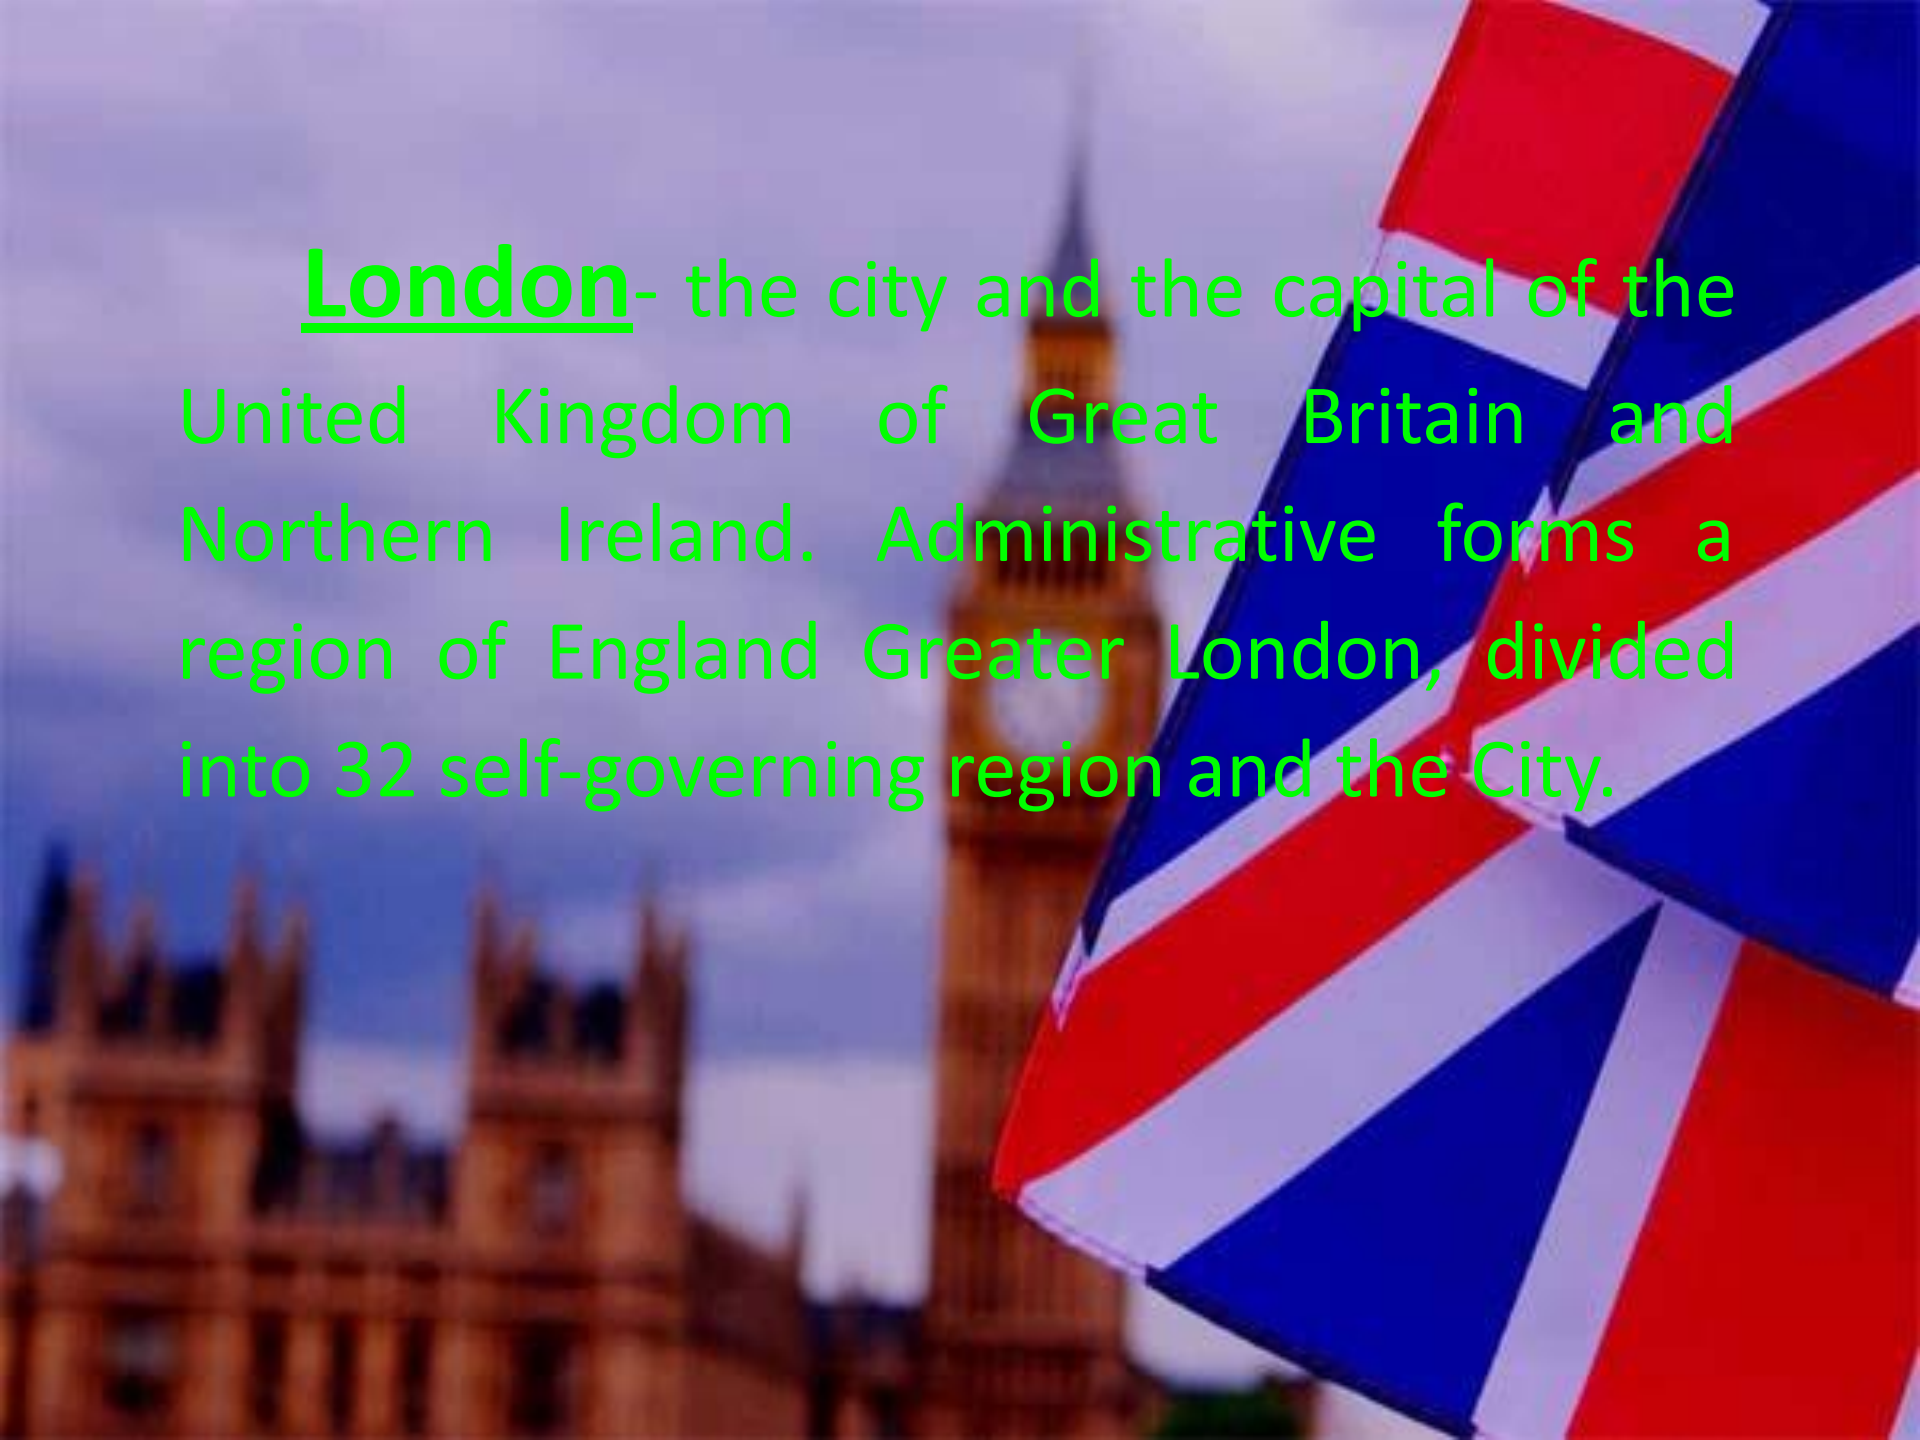 London- the city and the capital of the
United Kingdom of Great Britain and
Northern Ireland. Administrative forms a
region of England Greater London, divided
into 32 self-governing region and the City.